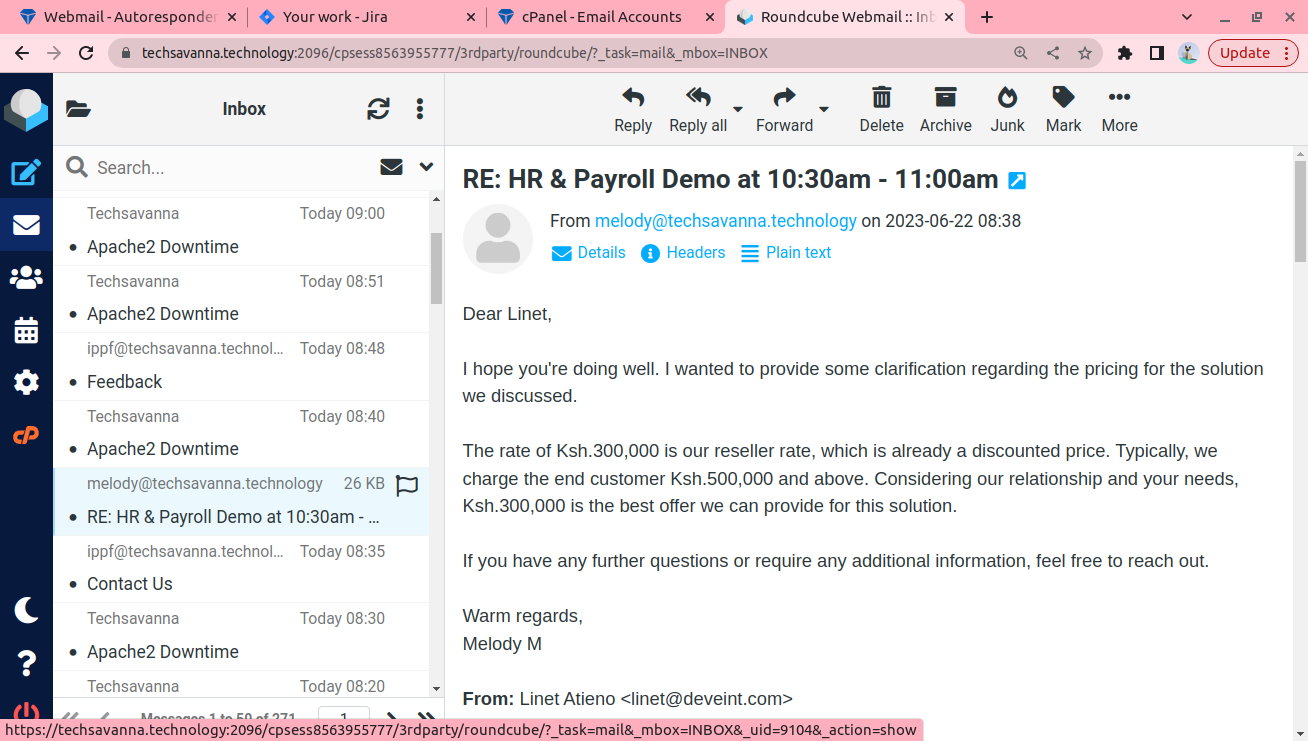 Webmail - Autoresponder
Your work - Jira
cPanel - Email Accounts
Roundcube Webmail :: Inb
techsavanna.technology:2096/cpsess8563955777/3rdparty/roundcube/?_task=mail&_mbox=INBOX
Update
Inbox
Search...
Techsavanna Today 09:00
• Apache2 Downtime
Techsavanna Today 08:51
• Apache2 Downtime
ippf@techsavanna.technol... Today 08:48
• Feedback
Techsavanna Today 08:40
• Apache2 Downtime
melody@techsavanna.technology 26 KB
• RE: HR & Payroll Demo at 10:30am - ...
ippf@techsavanna.technol... Today 08:35
• Contact Us
Techsavanna Today 08:30
• Apache2 Downtime
Techsavanna Today 08:20
Messages 1 to 50 of 271
1
Reply
Reply all
Forward
Delete
Archive
Junk
Mark
More
RE: HR & Payroll Demo at 10:30am - 11:00am
From melody@techsavanna.technology on 2023-06-22 08:38
Details Headers Plain text
Dear Linet,
I hope you're doing well. I wanted to provide some clarification regarding the pricing for the solution
we discussed.
The rate of Ksh.300,000 is our reseller rate, which is already a discounted price. Typically, we
charge the end customer Ksh.500,000 and above. Considering our relationship and your needs,
Ksh.300,000 is the best offer we can provide for this solution.
If you have any further questions or require any additional information, feel free to reach out.
Warm regards,
Melody M
From: Linet Atieno <linet@deveint.com>
https://techsavanna.technology:2096/cpsess8563955777/3rdparty/roundcube/?_task=mail&_mbox=INBOX&_uid=9104&_action=show